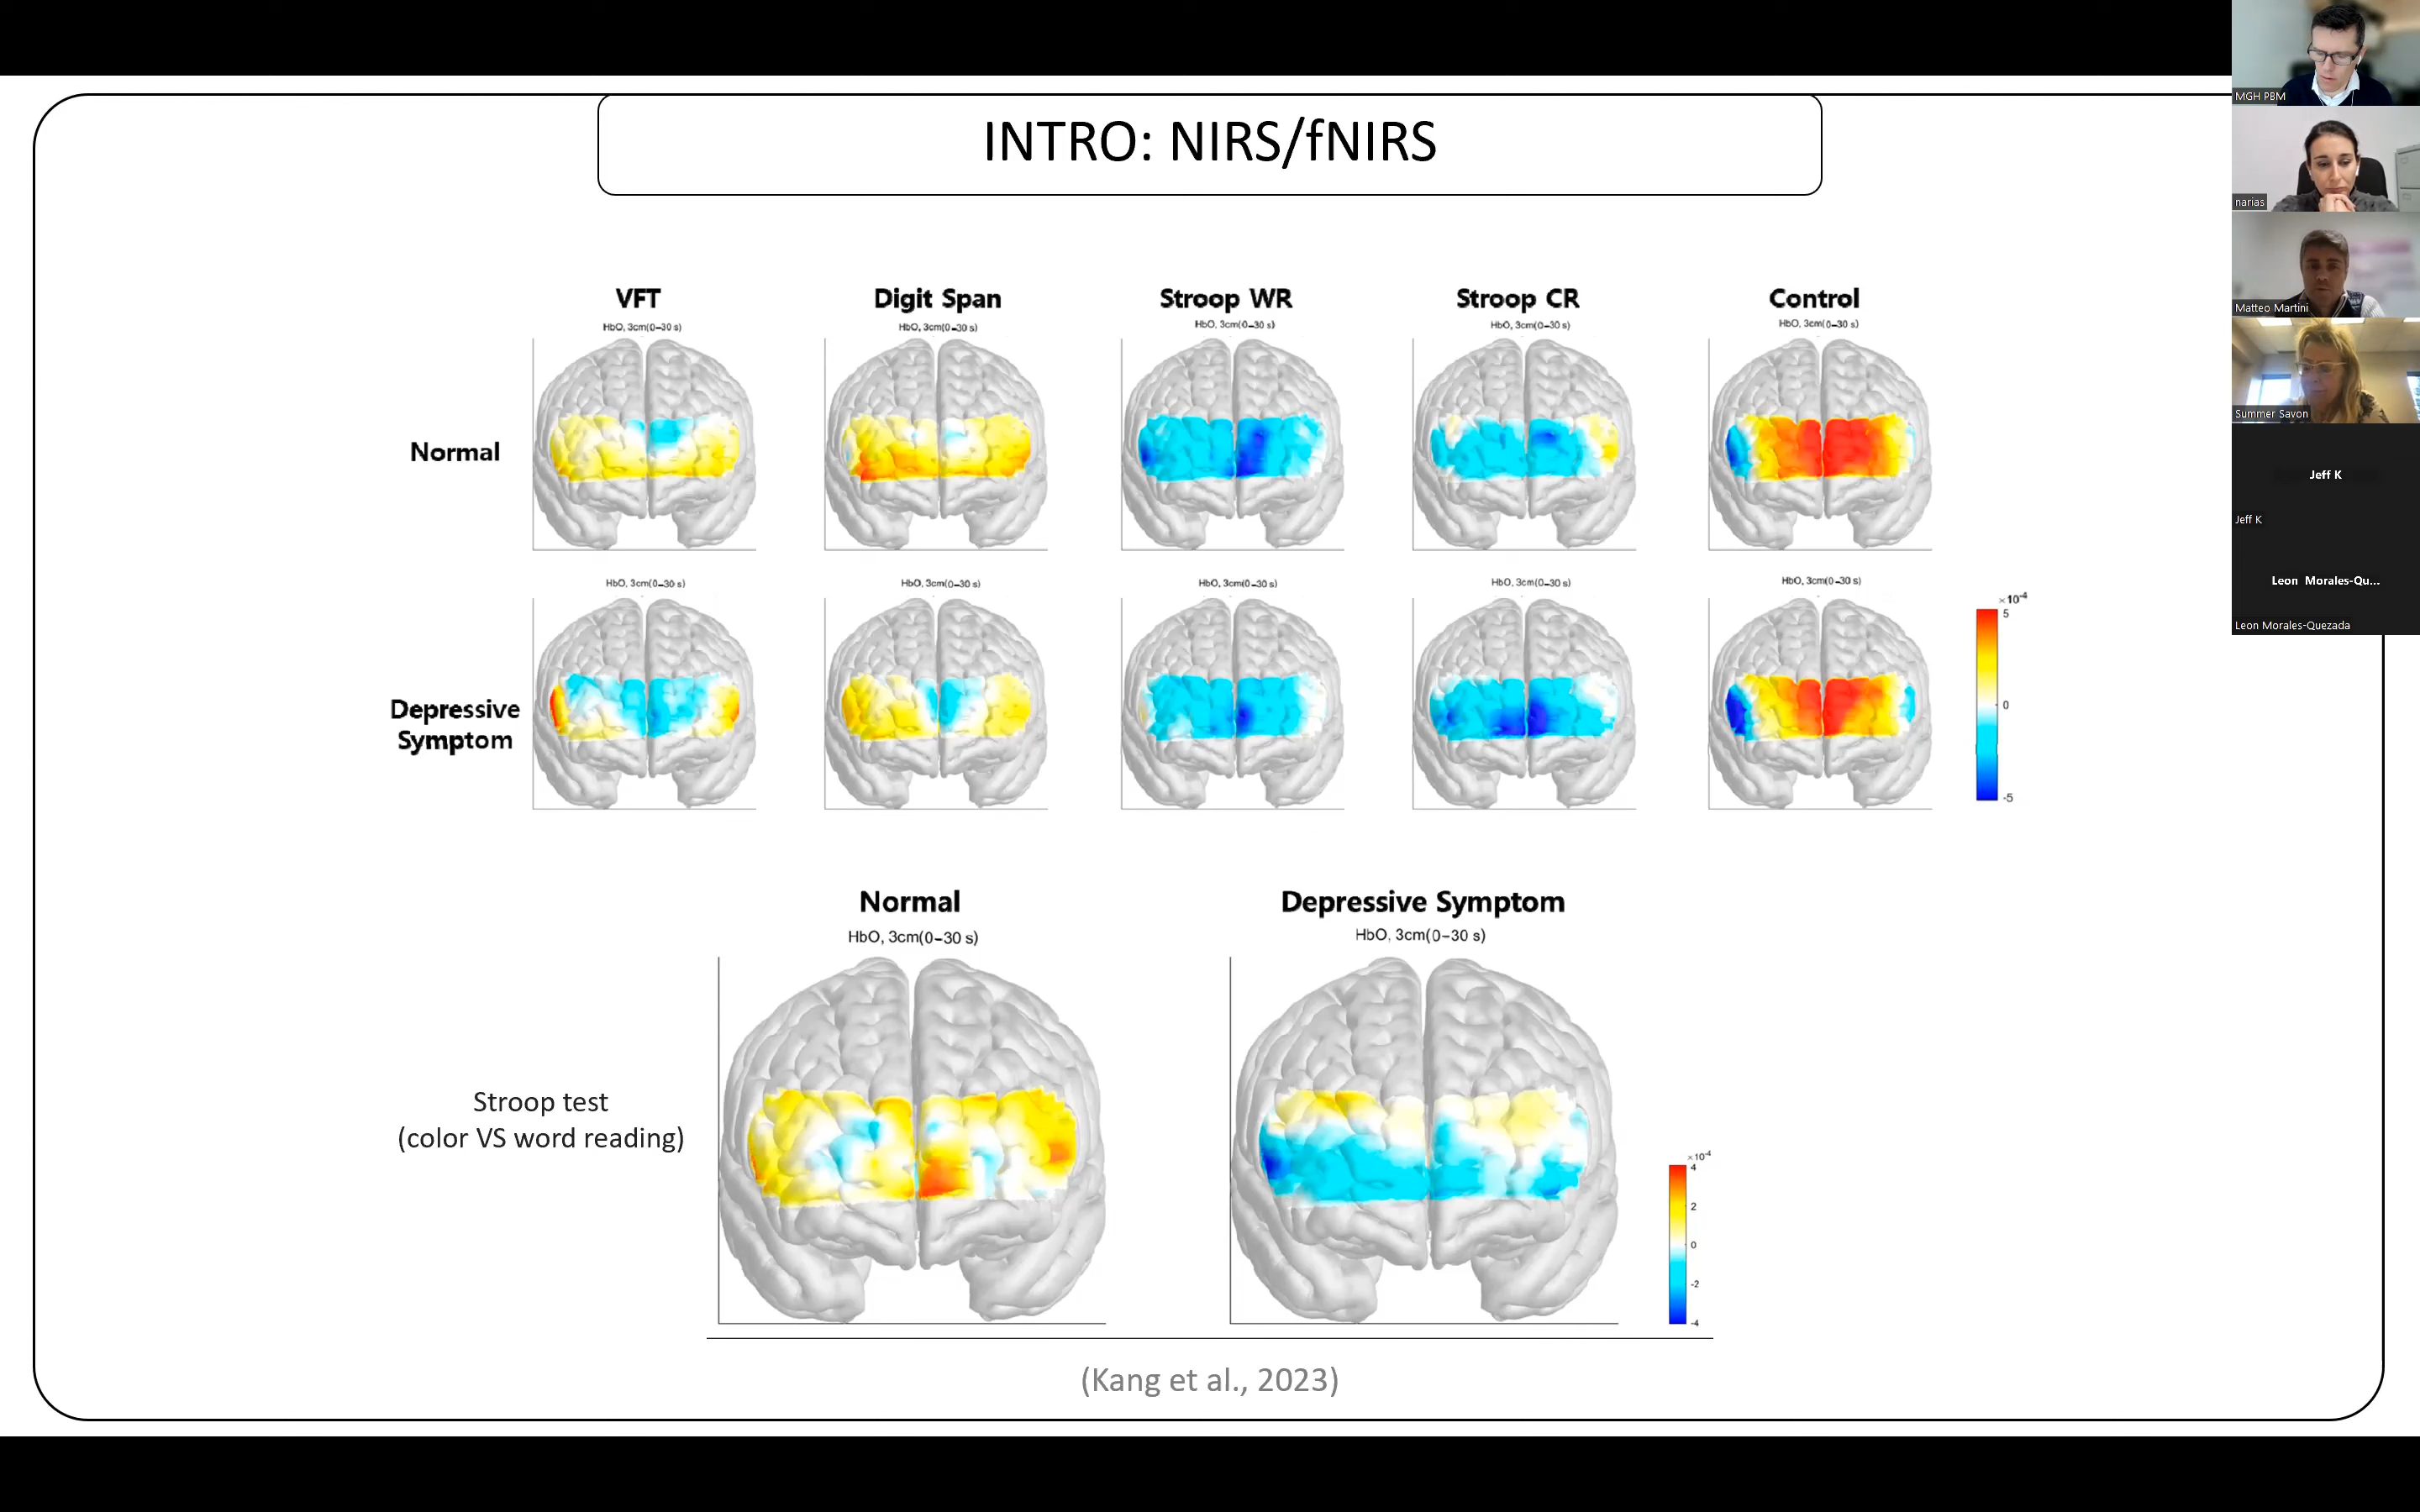 INTRO: NIRS/fNIRS
VFT
HbO, 3cm(0–30 s)
Digit Span
HbO, 3cm(0–30 s)
Stroop WR
HbO, 3cm(0–30 s)
Stroop CR
HbO, 3cm(0–30 s)
Control
HbO, 3cm(0–30 s)
Normal
HbO, 3cm(0–30 s)
HbO, 3cm(0–30 s)
HbO, 3cm(0–30 s)
HbO, 3cm(0–30 s)
HbO, 3cm(0–30 s)
Depressive
Symptom
×10⁻⁴
5
0
-5
Normal
HbO, 3cm(0–30 s)
Depressive Symptom
HbO, 3cm(0–30 s)
Stroop test
(color VS word reading)
×10⁻⁴
4
2
0
-2
-4
(Kang et al., 2023)
MGH PBM
narias
Matteo Martini
Summer Savon
Jeff K
Jeff K
Leon Morales-Qu...
Leon Morales-Quezada